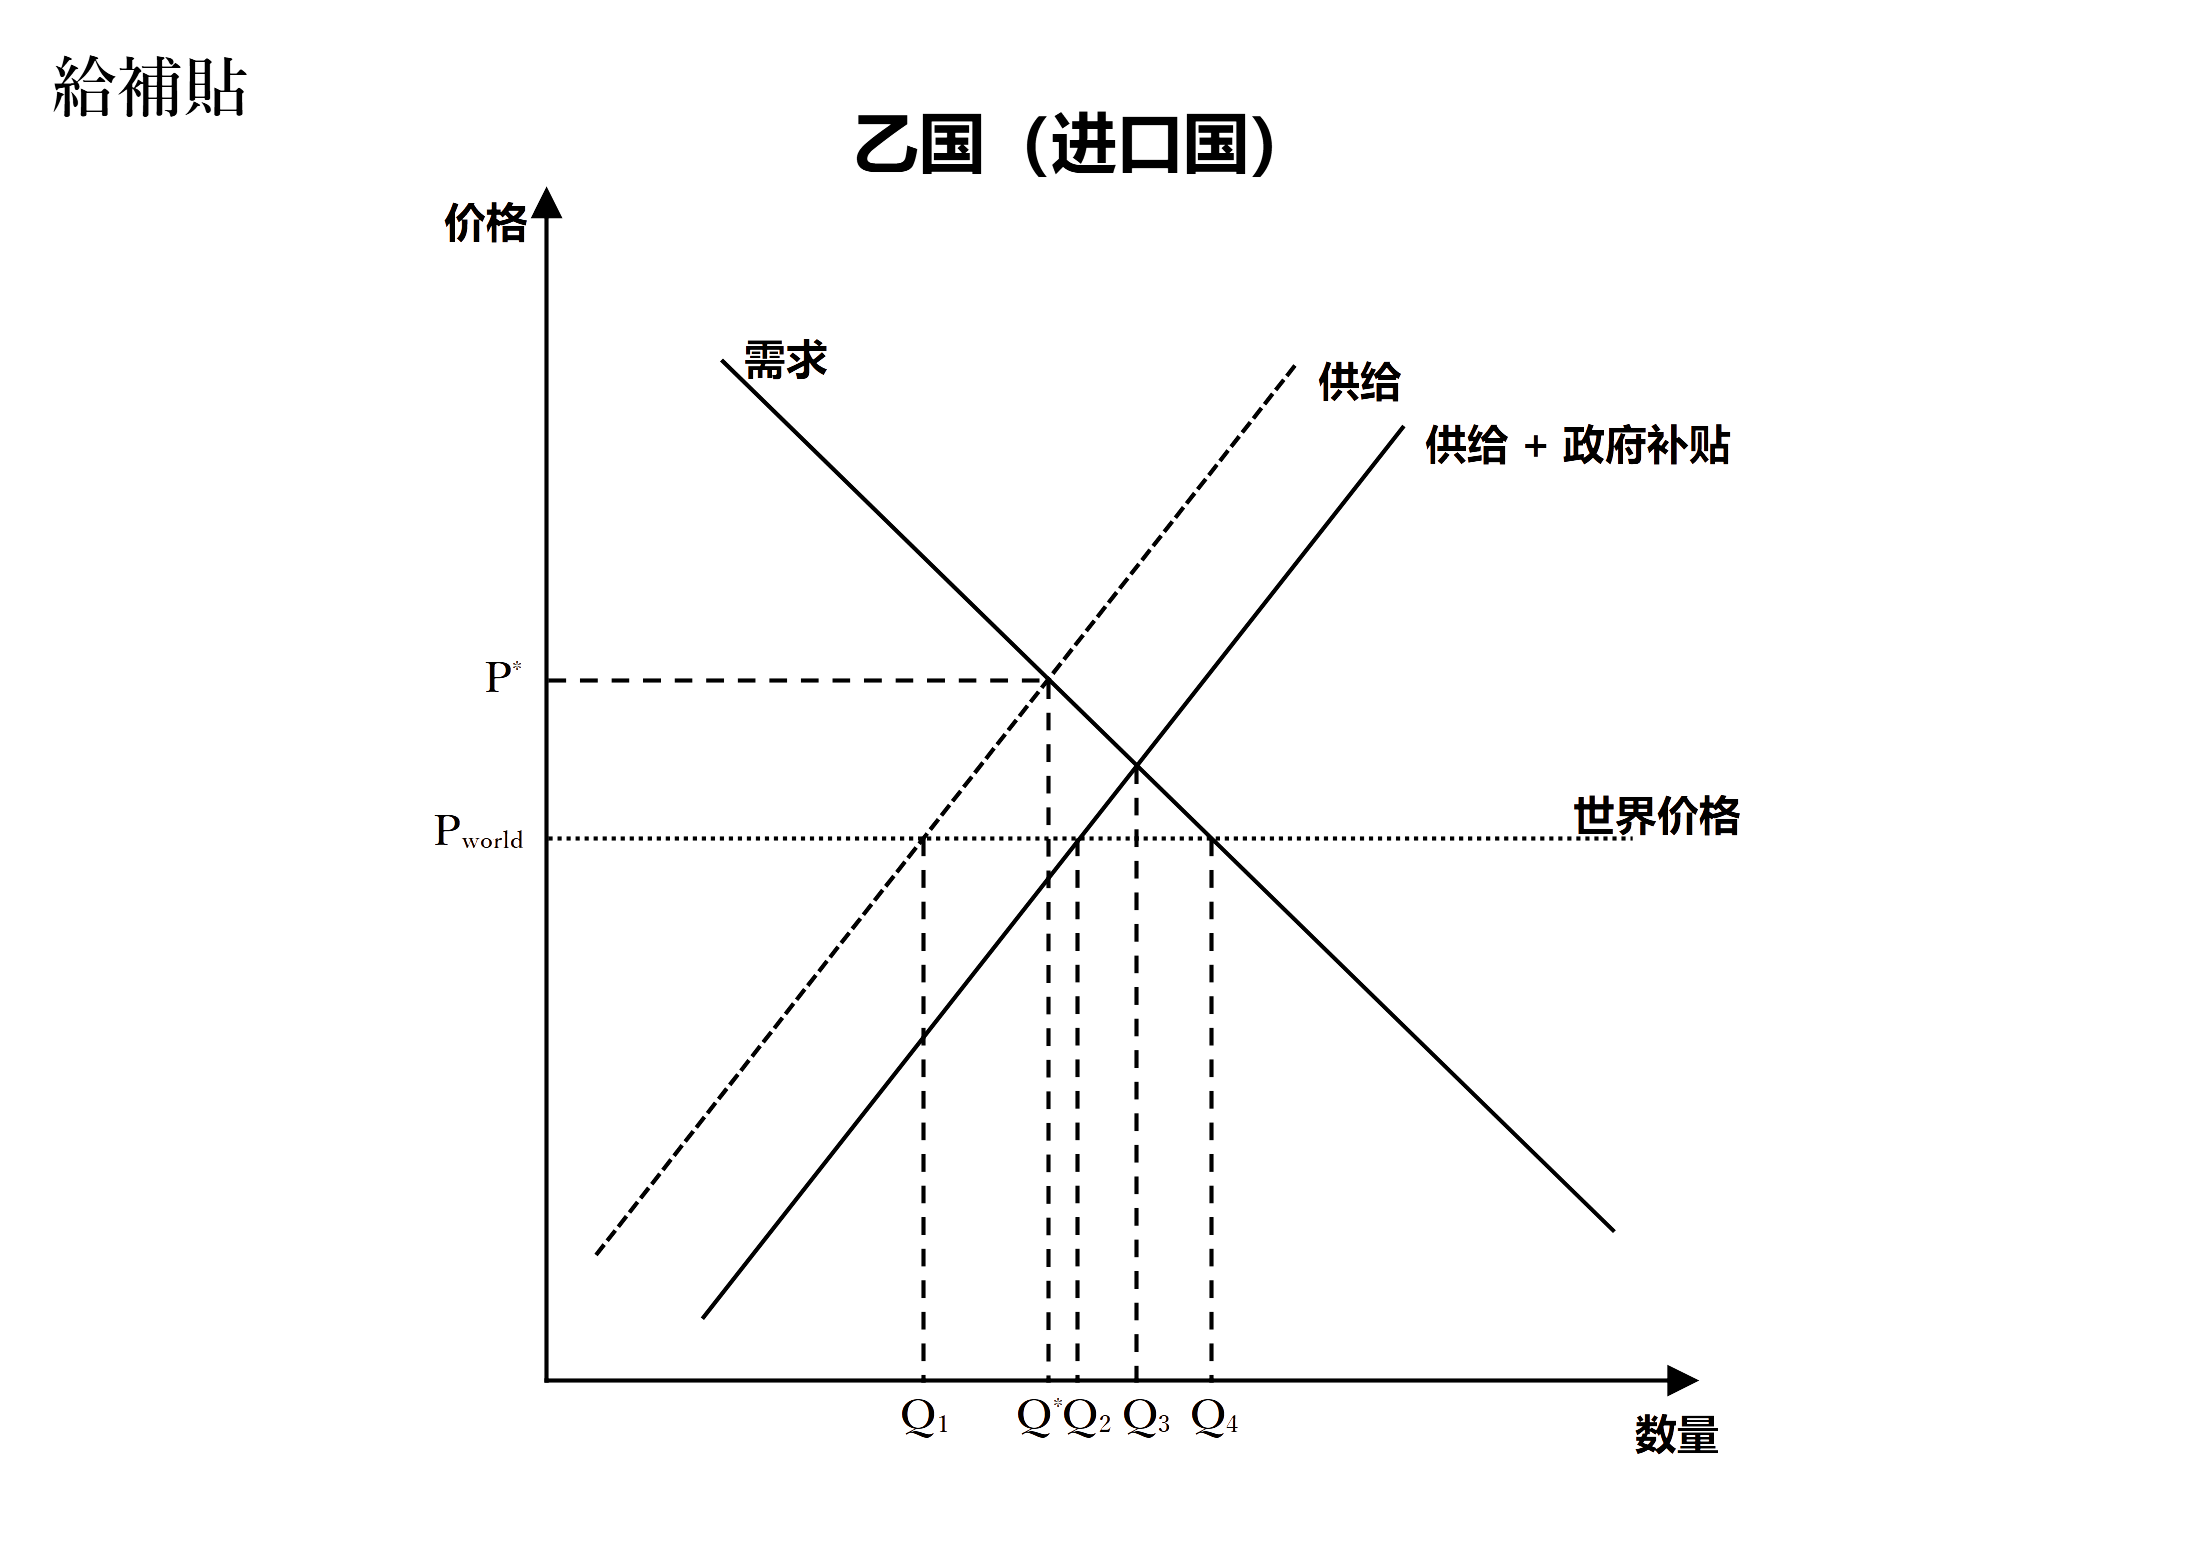 給補貼
乙国（进口国）
价格
需求
供给
供给 + 政府补贴
P*
世界价格
Pworld
Q1 Q* Q2 Q3 Q4
数量